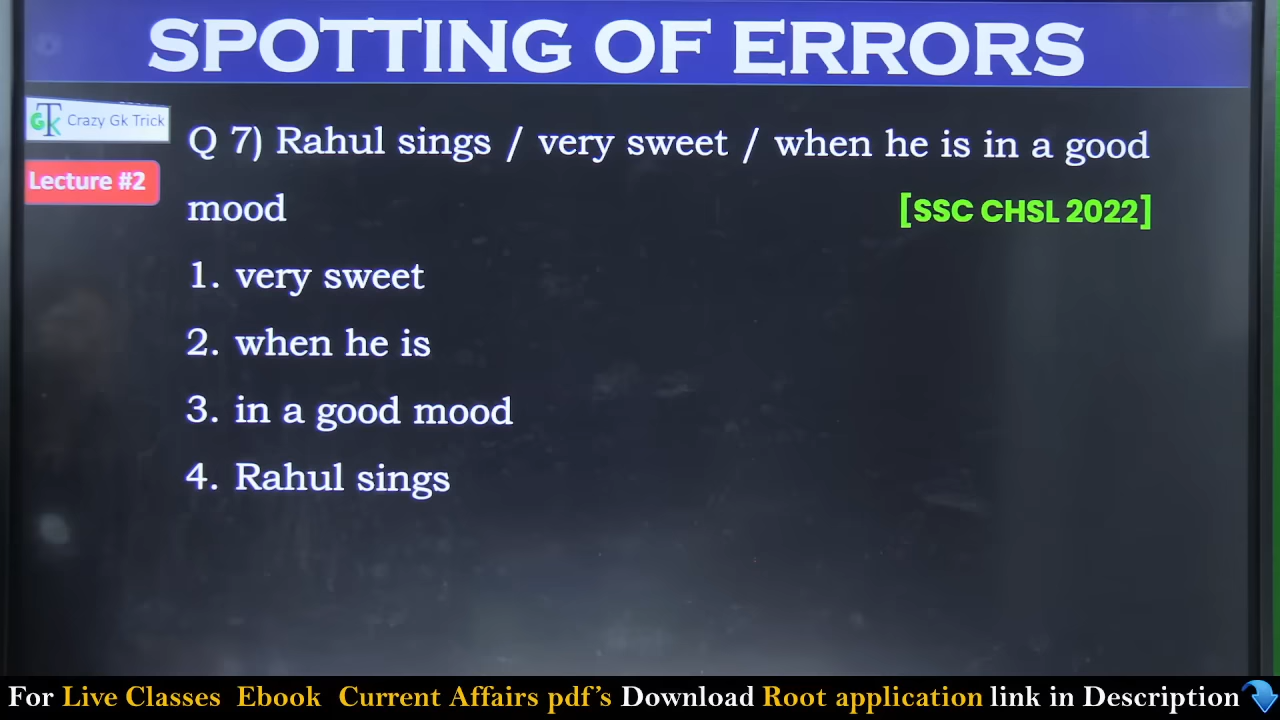 SPOTTING OF ERRORS
GTK Crazy Gk Trick
Lecture #2
Q 7) Rahul sings / very sweet / when he is in a good
mood [SSC CHSL 2022]
1. very sweet
2. when he is
3. in a good mood
4. Rahul sings
For Live Classes Ebook Current Affairs pdf's Download Root application link in Description